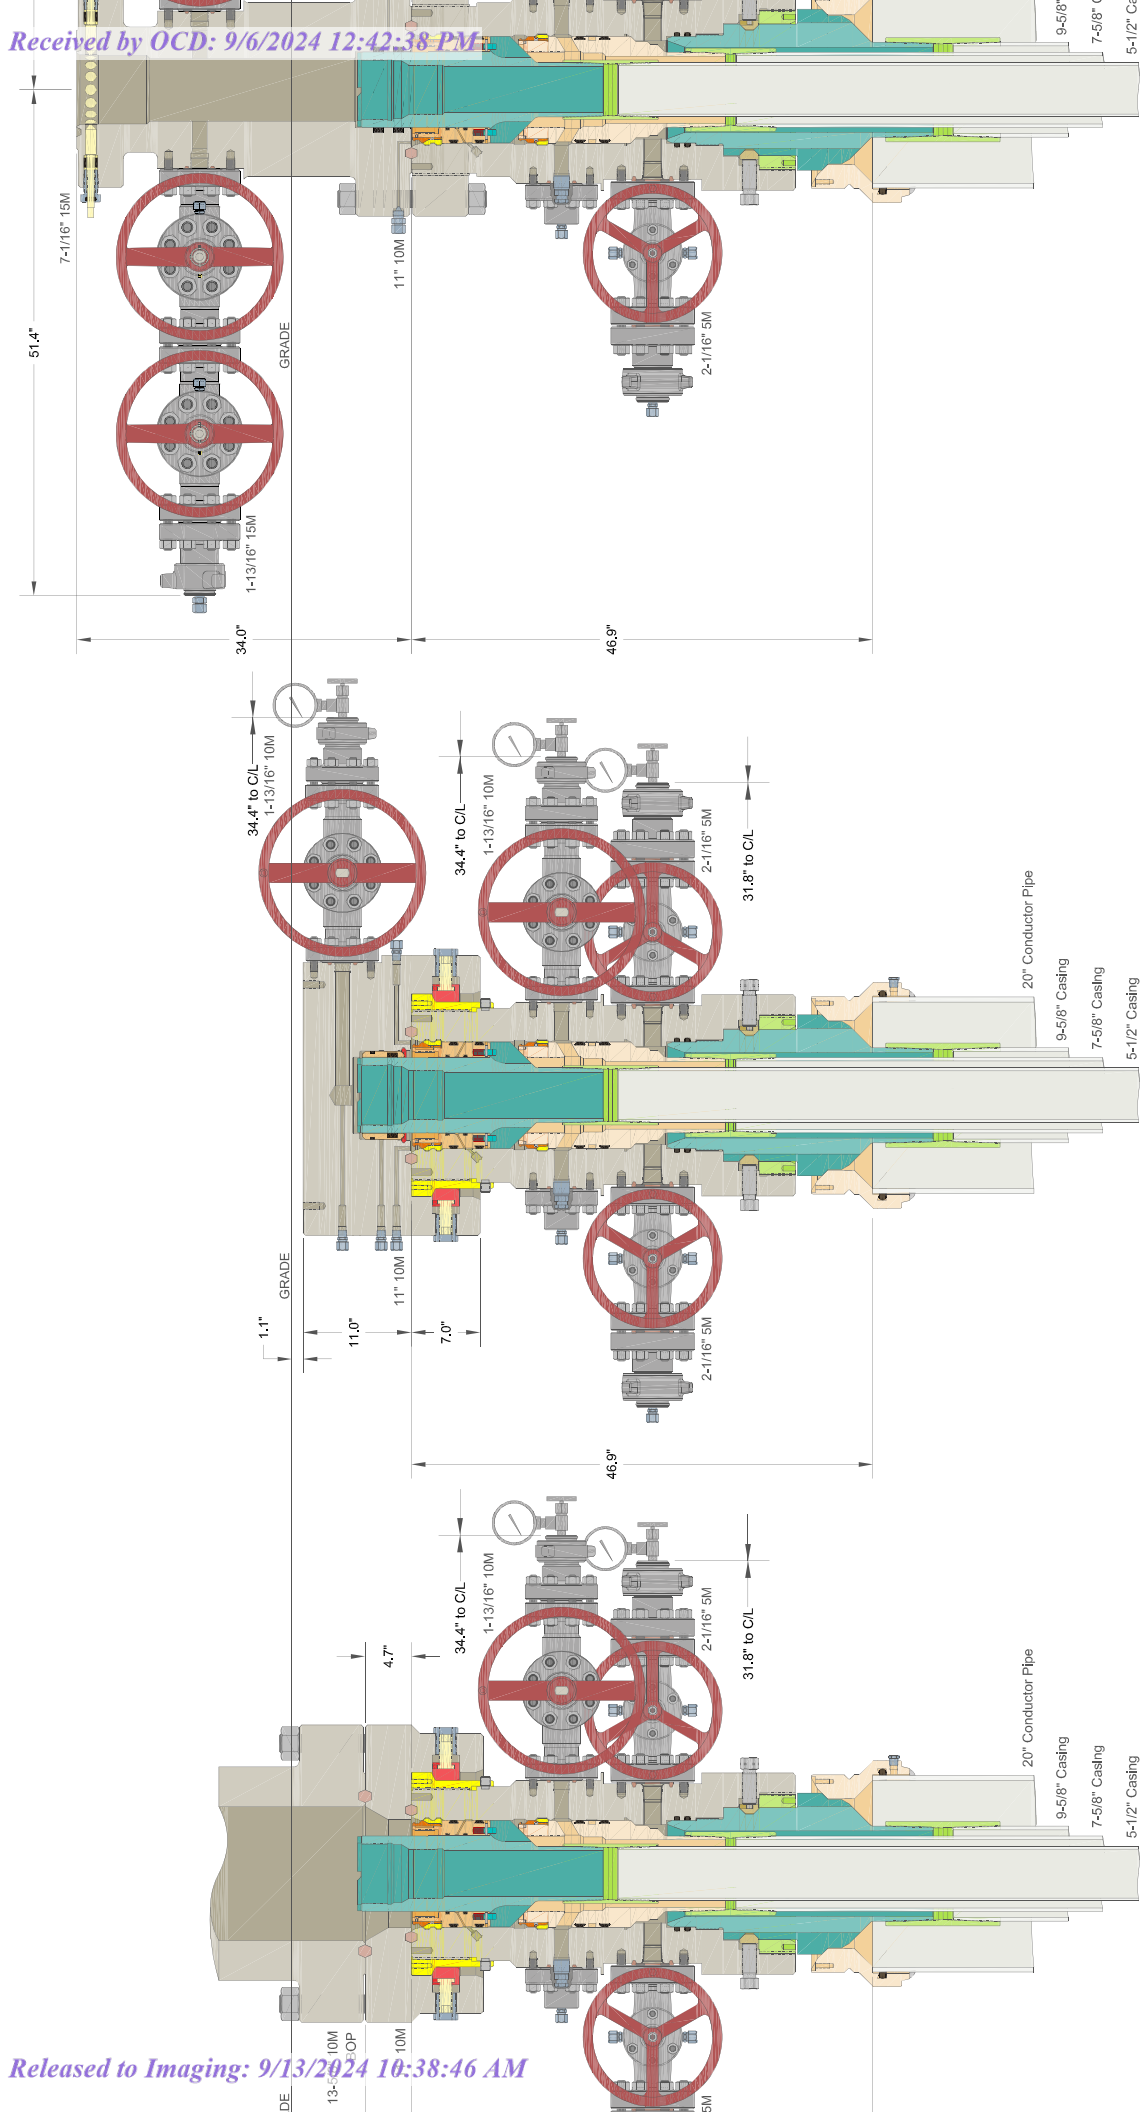 Received by OCD: 9/6/2024 12:42:38 PM
9-5/8"
7-5/8"
5-1/2" Ca
7-1/16" 15M
11" 10M
51.4"
GRADE
2-1/16" 5M
1-13/16" 15M
34.0"
46.9"
34.4" to C/L
1-13/16" 10M
34.4" to C/L
1-13/16" 10M
2-1/16" 5M
31.8" to C/L
20" Conductor Pipe
9-5/8" Casing
7-5/8" Casing
5-1/2" Casing
GRADE
11" 10M
1.1"
11.0"
7.0"
2-1/16" 5M
46.9"
34.4" to C/L
1-13/16" 10M
2-1/16" 5M
31.8" to C/L
4.7"
20" Conductor Pipe
9-5/8" Casing
7-5/8" Casing
5-1/2" Casing
10M
BOP
10M
Released to Imaging: 9/13/2024 10:38:46 AM
DE
5M